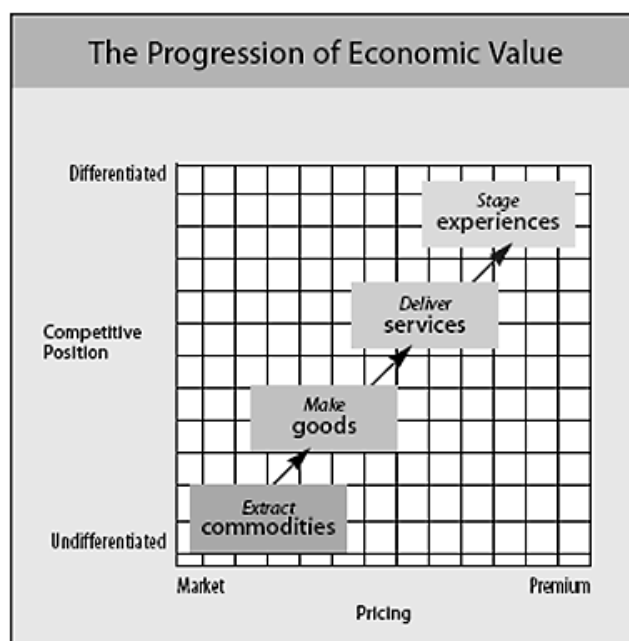 The Progression of Economic Value
Differentiated
Stage
experiences
Deliver
services
Competitive
Position
Make
goods
Extract
commodities
Undifferentiated
Market
Premium
Pricing